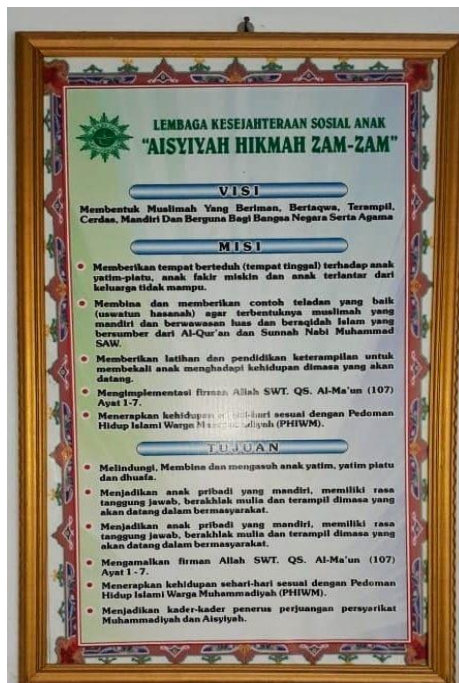 LEMBAGA KESEJAHTERAAN SOSIAL ANAK
"AISYIYAH HIKMAH ZAM-ZAM"
VISI
Membentuk Muslimah Yang Beriman, Bertaqwa, Terampil,
Cerdas, Mandiri Dan Berguna Bagi Bangsa Negara Serta Agama
MISI
Memberikan tempat berteduh (tempat tinggal) terhadap anak
yatim-piatu, anak fakir miskin dan anak terlantar dari
keluarga tidak mampu.
Membina dan memberikan contoh teladan yang baik
(uswatun hasanah) agar terbentuknya muslimah yang
mandiri dan berwawasan luas dan beraqidah Islam yang
bersumber dari Al-Qur'an dan Sunnah Nabi Muhammad
SAW.
Memberikan latihan dan pendidikan keterampilan untuk
membekali anak menghadapi kehidupan dimasa yang akan
datang.
Mengimplementasi firman Allah SWT. QS. Al-Ma'un (107)
Ayat 1-7.
Menerapkan kehidupan sesuai dengan Pedoman
Hidup Islami Warga (PHIWM).
TUJUAN
Melindungi, Membina dan mengasuh anak yatim, yatim piatu
dan dhuafa.
Menjadikan anak pribadi yang mandiri, memiliki rasa
tanggung jawab, berakhlak mulia dan terampil dimasa yang
akan datang dalam bermasyarakat.
Menjadikan anak pribadi yang mandiri, memiliki rasa
tanggung jawab, berakhlak mulia dan terampil dimasa yang
akan datang dalam bermasyarakat.
Mengamalkan firman Allah SWT. QS. Al-Ma'un (107)
Ayat 1 - 7.
Menerapkan kehidupan sehari-hari sesuai dengan Pedoman
Hidup Islami Warga Muhammadiyah (PHIWM).
Menjadikan kader-kader penerus perjuangan persyarikat
Muhammadiyah dan Aisyiyah.